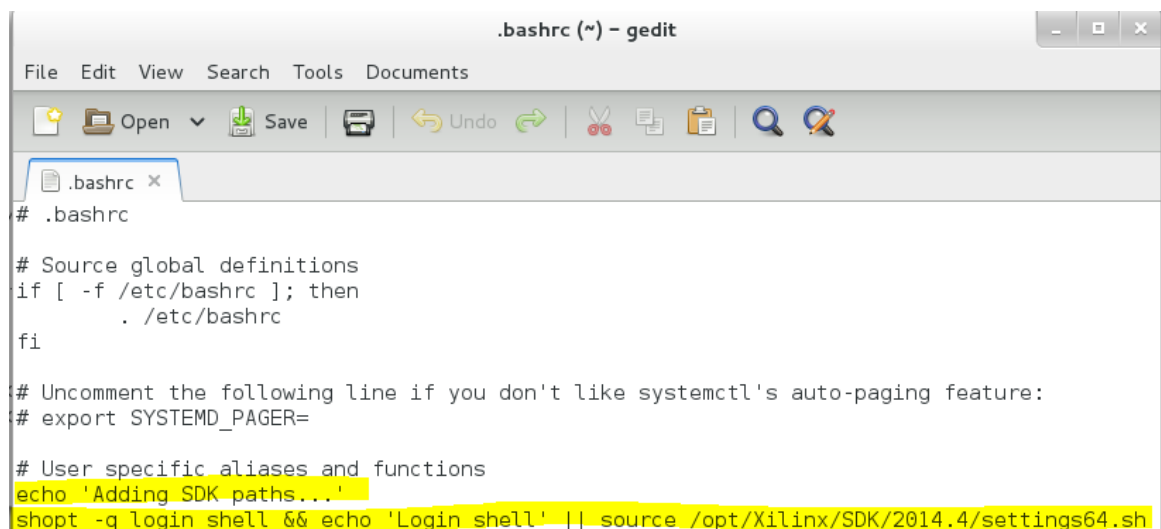 .bashrc (~) – gedit
File Edit View Search Tools Documents
Open Save Undo
.bashrc
# .bashrc
# Source global definitions
if [ -f /etc/bashrc ]; then
        . /etc/bashrc
fi
# Uncomment the following line if you don't like systemctl's auto-paging feature:
# export SYSTEMD_PAGER=
# User specific aliases and functions
echo 'Adding SDK paths...'
shopt -q login_shell && echo 'Login shell' || source /opt/Xilinx/SDK/2014.4/settings64.sh